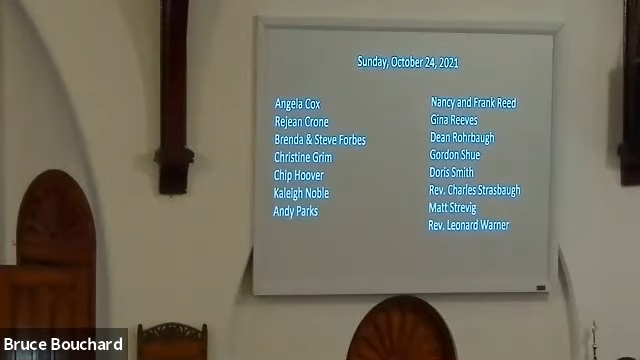 Sunday, October 24, 2021
Angela Cox
Rejean Crone
Brenda & Steve Forbes
Christine Grim
Chip Hoover
Kaleigh Noble
Andy Parks
Nancy and Frank Reed
Gina Reeves
Dean Rohrbaugh
Gordon Shue
Doris Smith
Rev. Charles Strasbaugh
Matt Strevig
Rev. Leonard Warner
Bruce Bouchard